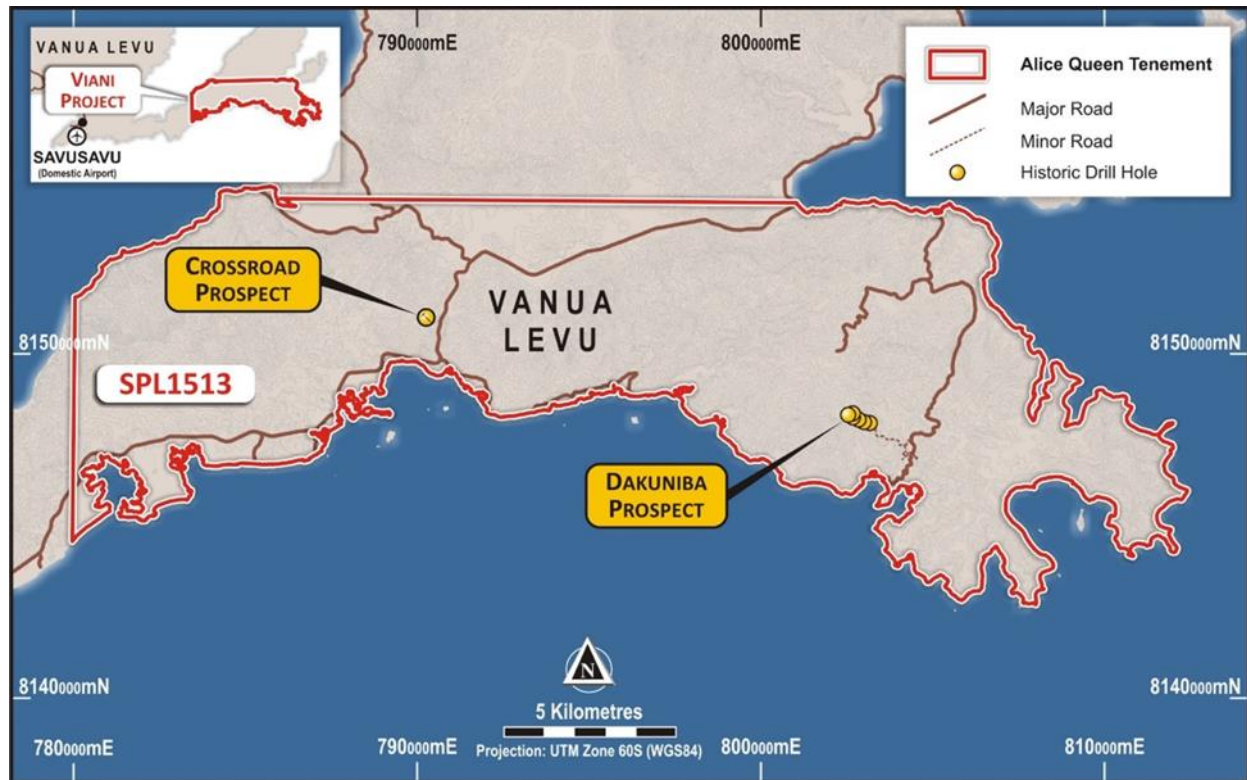 VANUA LEVU
VIANI
PROJECT
SAVUSAVU
(Domestic Airport)
790000mE
800000mE
Alice Queen Tenement
Major Road
Minor Road
Historic Drill Hole
CROSSROAD
PROSPECT
VANUA
LEVU
8150000mN
8150000mN
SPL1513
DAKUNIBA
PROSPECT
N
8140000mN
8140000mN
5 Kilometres
Projection: UTM Zone 60S (WGS84)
780000mE
790000mE
800000mE
810000mE